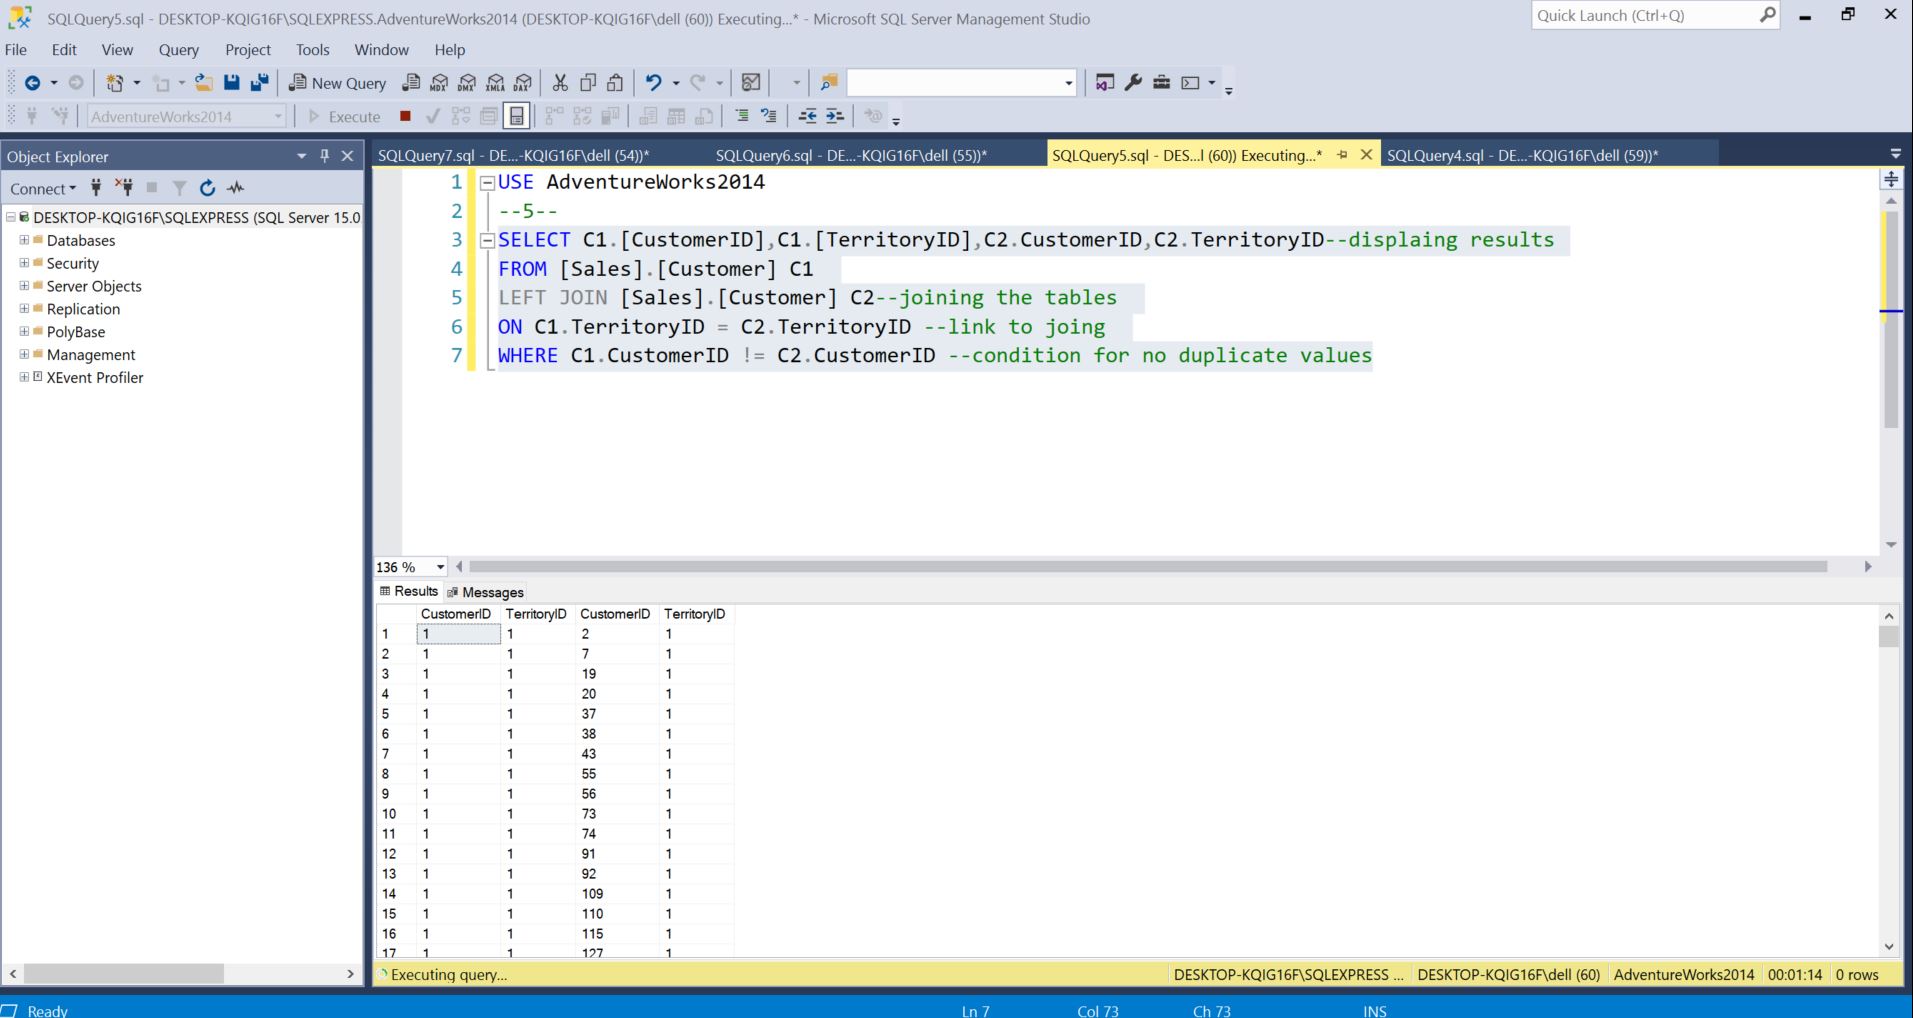 SQLQuery5.sql - DESKTOP-KQIG16F\SQLEXPRESS.AdventureWorks2014 (DESKTOP-KQIG16F\dell (60)) Executing...* - Microsoft SQL Server Management Studio
Quick Launch (Ctrl+Q)
File Edit View Query Project Tools Window Help
New Query MDX DMX XMLA DAX
AdventureWorks2014 Execute
Object Explorer
SQLQuery7.sql - DE...-KQIG16F\dell (54))* SQLQuery6.sql - DE...-KQIG16F\dell (55))* SQLQuery5.sql - DES...l (60)) Executing...* SQLQuery4.sql - DE...-KQIG16F\dell (59))*
Connect
DESKTOP-KQIG16F\SQLEXPRESS (SQL Server 15.0
Databases
Security
Server Objects
Replication
PolyBase
Management
XEvent Profiler
1 USE AdventureWorks2014
2 --5--
3 SELECT C1.[CustomerID],C1.[TerritoryID],C2.CustomerID,C2.TerritoryID--displaing results
4 FROM [Sales].[Customer] C1
5 LEFT JOIN [Sales].[Customer] C2--joining the tables
6 ON C1.TerritoryID = C2.TerritoryID --link to joing
7 WHERE C1.CustomerID != C2.CustomerID --condition for no duplicate values
136 %
Results Messages
CustomerID TerritoryID CustomerID TerritoryID
1 1 1 2 1
2 1 1 7 1
3 1 1 19 1
4 1 1 20 1
5 1 1 37 1
6 1 1 38 1
7 1 1 43 1
8 1 1 55 1
9 1 1 56 1
10 1 1 73 1
11 1 1 74 1
12 1 1 91 1
13 1 1 92 1
14 1 1 109 1
15 1 1 110 1
16 1 1 115 1
17 1 1 127 1
Executing query... DESKTOP-KQIG16F\SQLEXPRESS ... DESKTOP-KQIG16F\dell (60) AdventureWorks2014 00:01:14 0 rows
Ready Ln 7 Col 73 Ch 73 INS